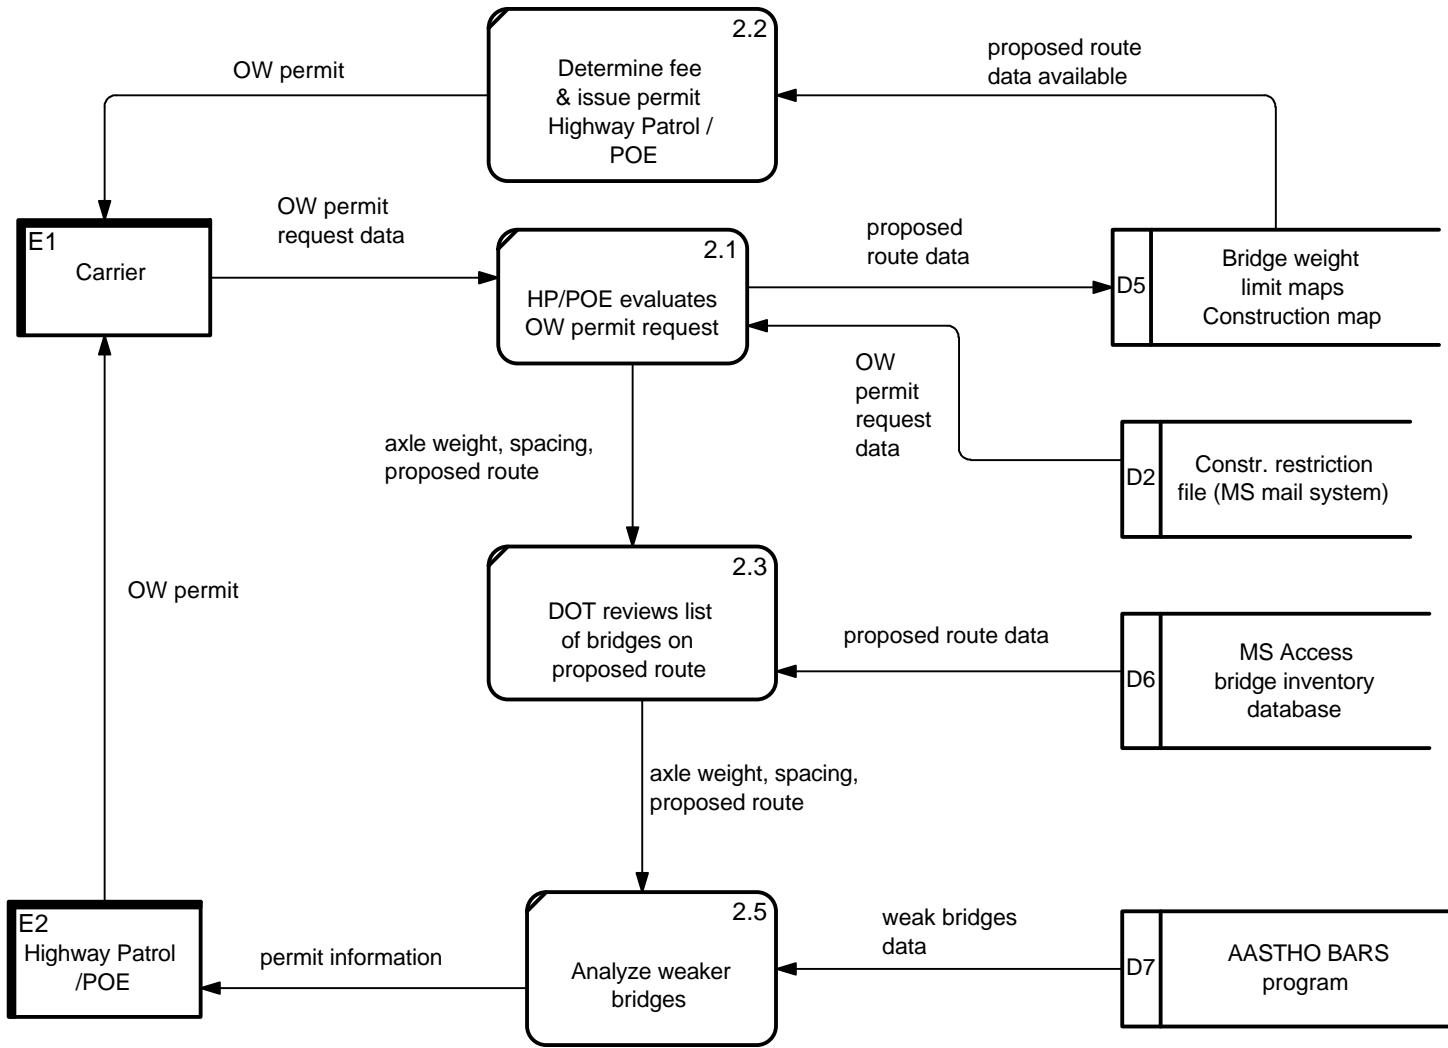 2.2
Determine fee
& issue permit
Highway Patrol /
POE
OW permit
proposed route
data available
E1
Carrier
OW permit
request data
2.1
HP/POE evaluates
OW permit request
proposed
route data
D5
Bridge weight
limit maps
Construction map
OW
permit
request
data
D2
Constr. restriction
file (MS mail system)
axle weight, spacing,
proposed route
OW permit
2.3
DOT reviews list
of bridges on
proposed route
proposed route data
D6
MS Access
bridge inventory
database
axle weight, spacing,
proposed route
E2
Highway Patrol
/POE
permit information
2.5
Analyze weaker
bridges
weak bridges
data
D7
AASTHO BARS
program